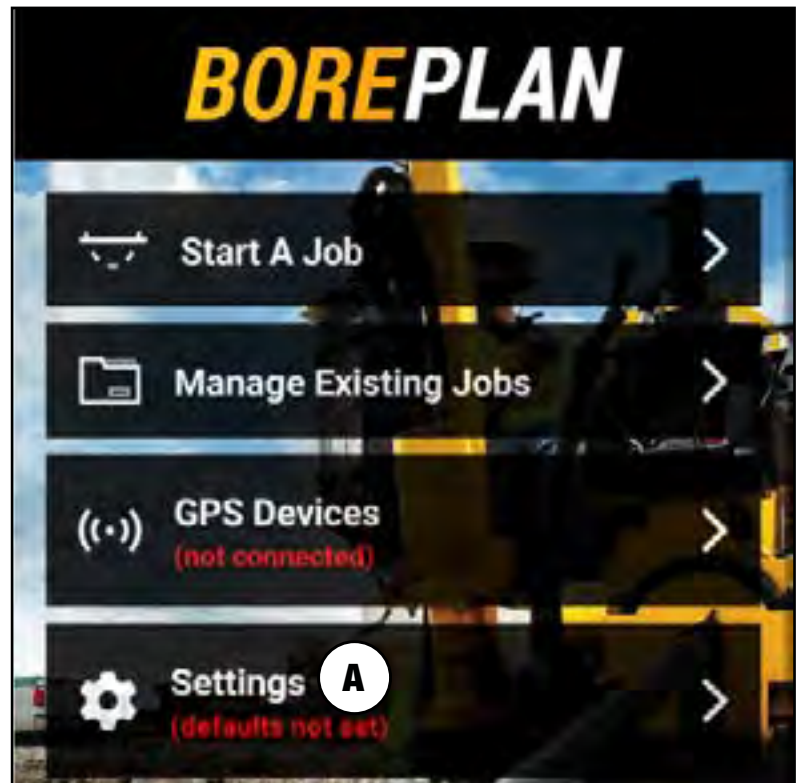 BOREPLAN
Start A Job
Manage Existing Jobs
GPS Devices
(not connected)
Settings A
(defaults not set)